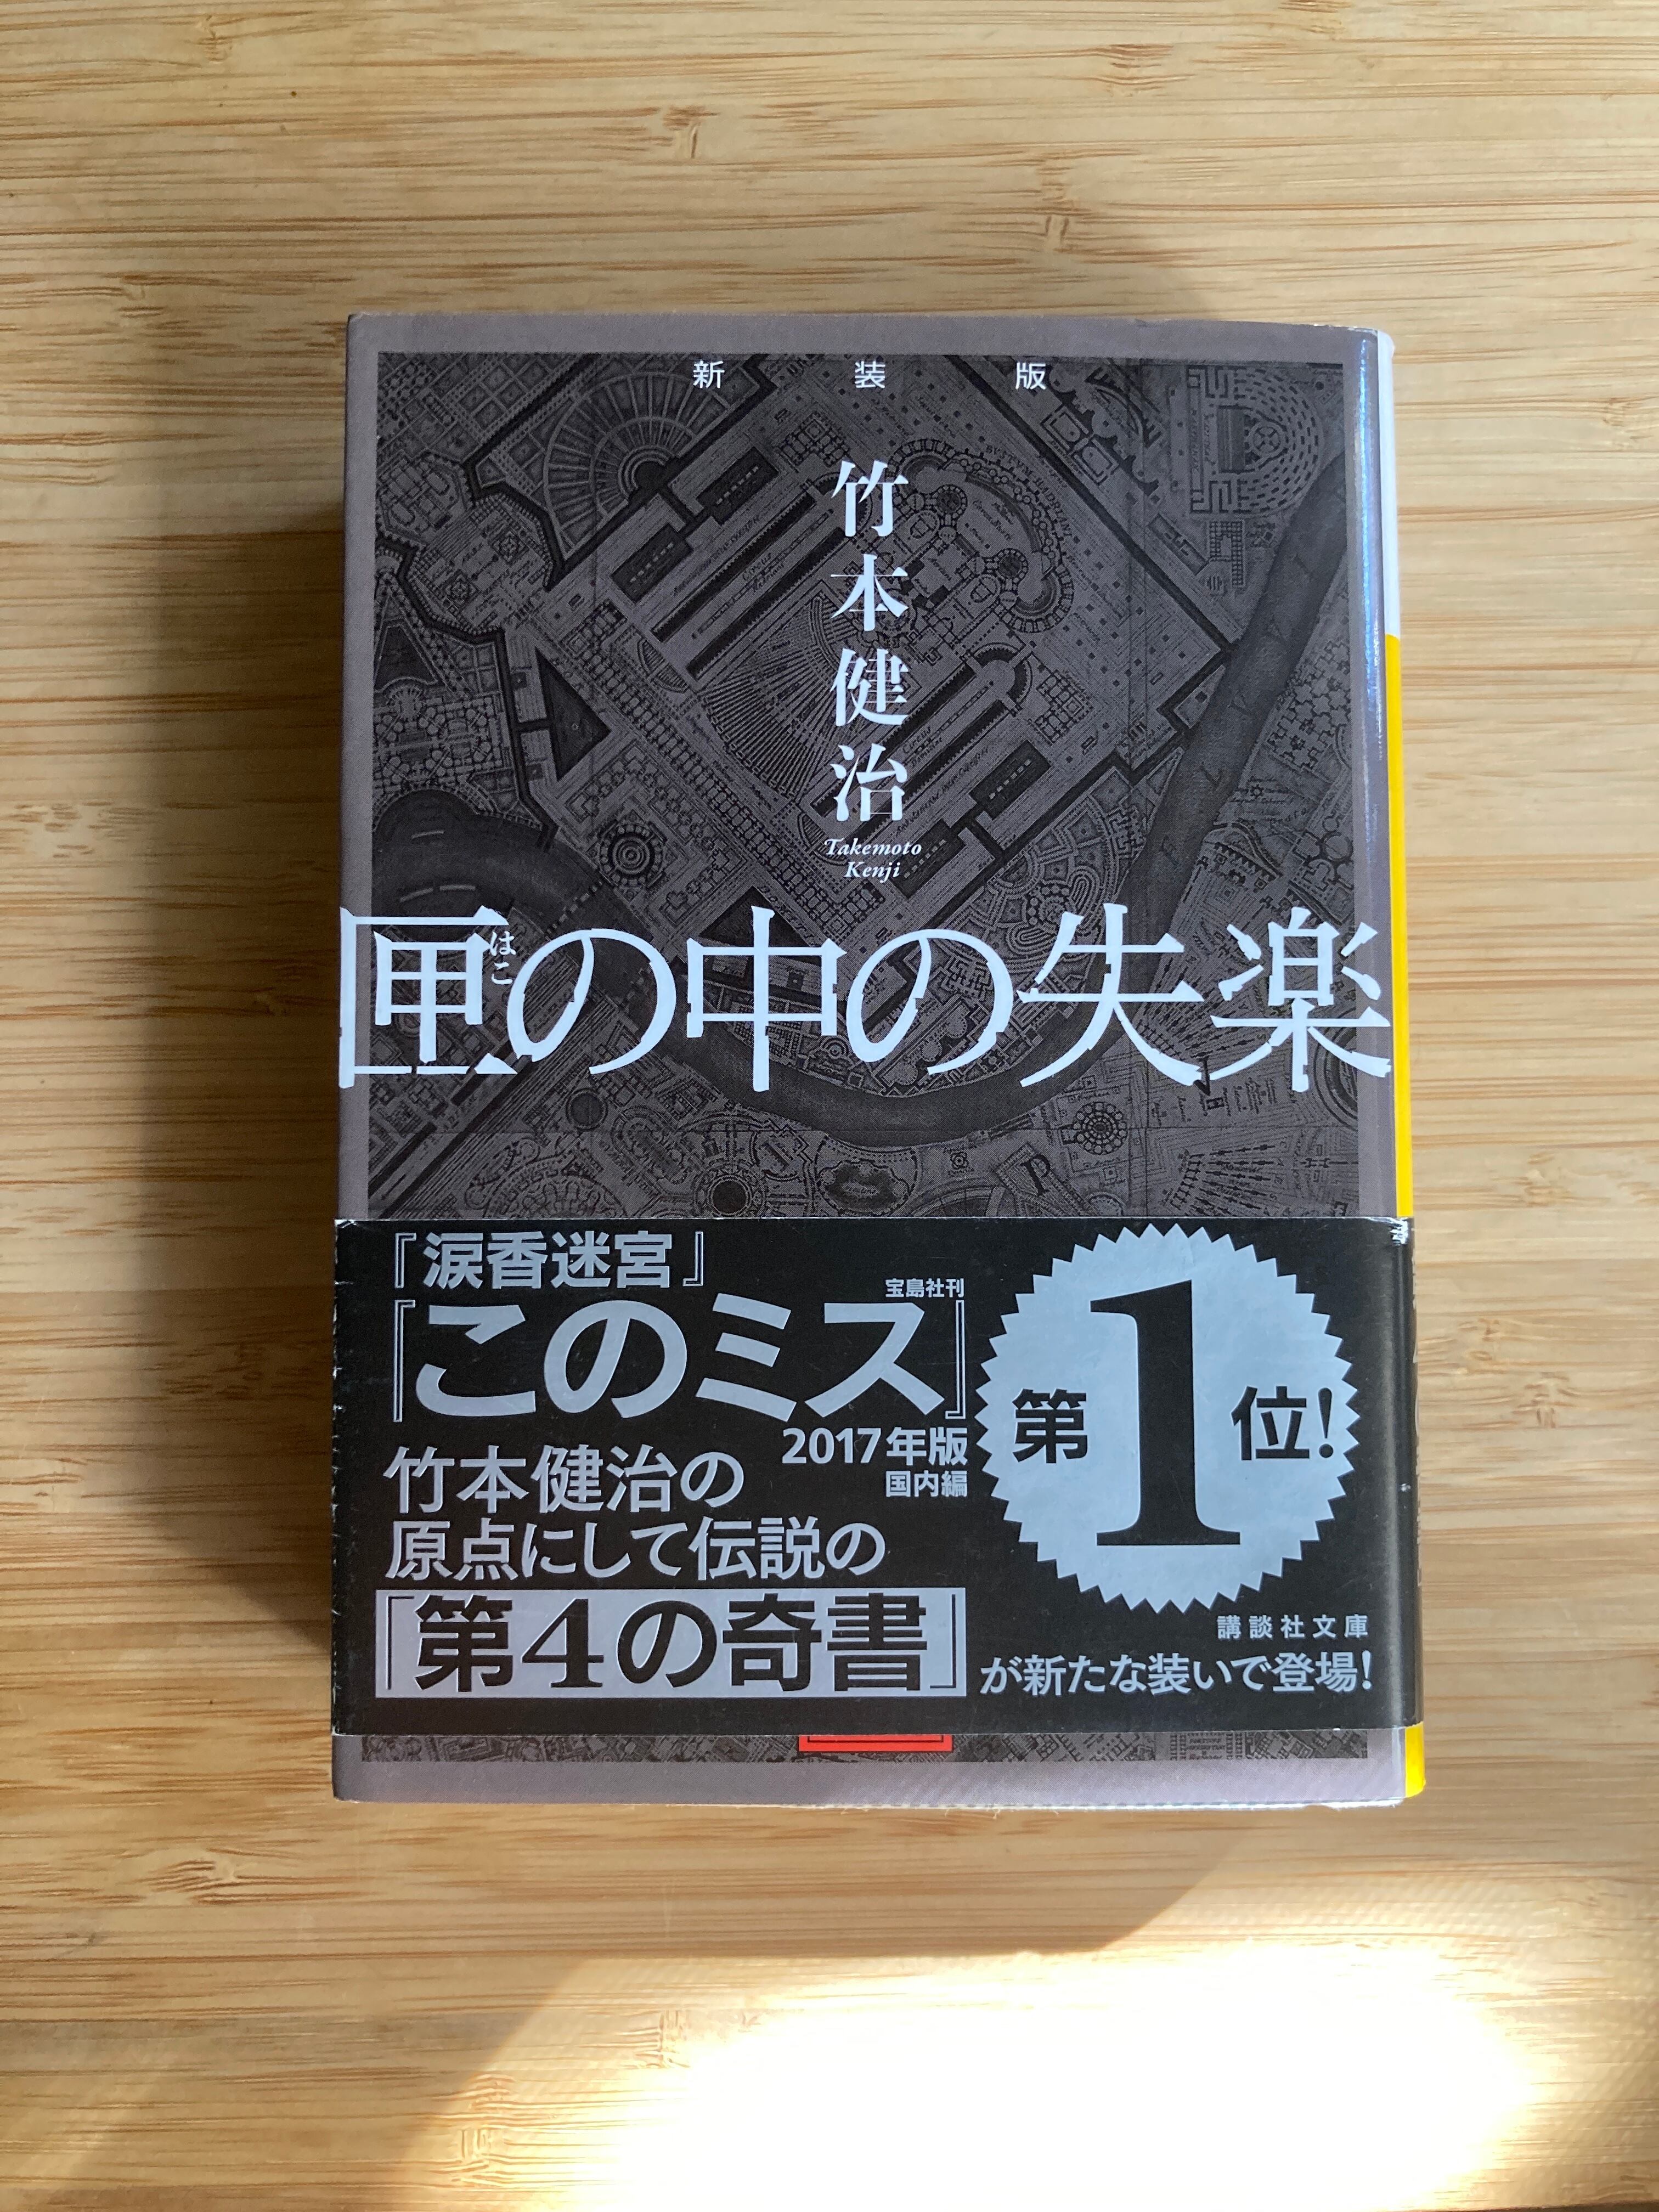 新装版
竹本健治
Takemoto
Kenji
匣の中の失楽
はこ
『涙香迷宮』
宝島社刊
『このミス』
2017年版
国内編
第1位!
竹本健治の
原点にして伝説の
「第4の奇書」
講談社文庫
が新たな装いで登場!